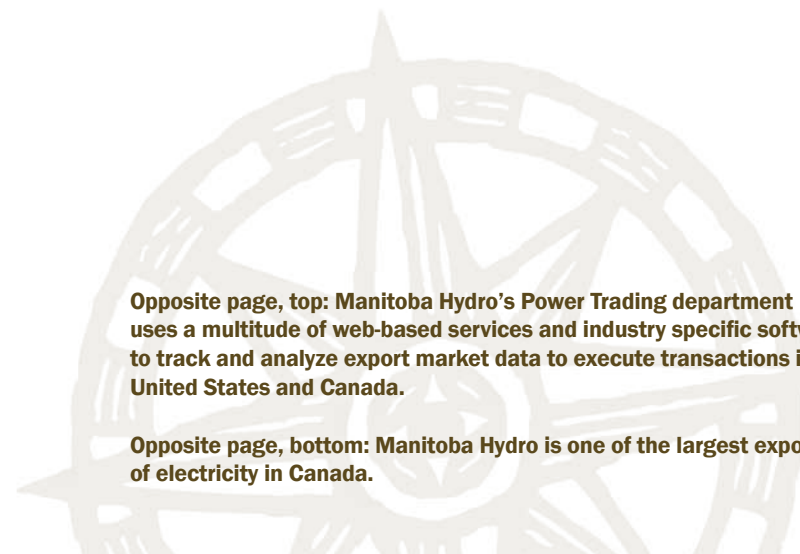 Opposite page, top: Manitoba Hydro’s Power Trading department
uses a multitude of web-based services and industry specific
to track and analyze export market data to execute transactions
United States and Canada.
Opposite page, bottom: Manitoba Hydro is one of the largest
of electricity in Canada.